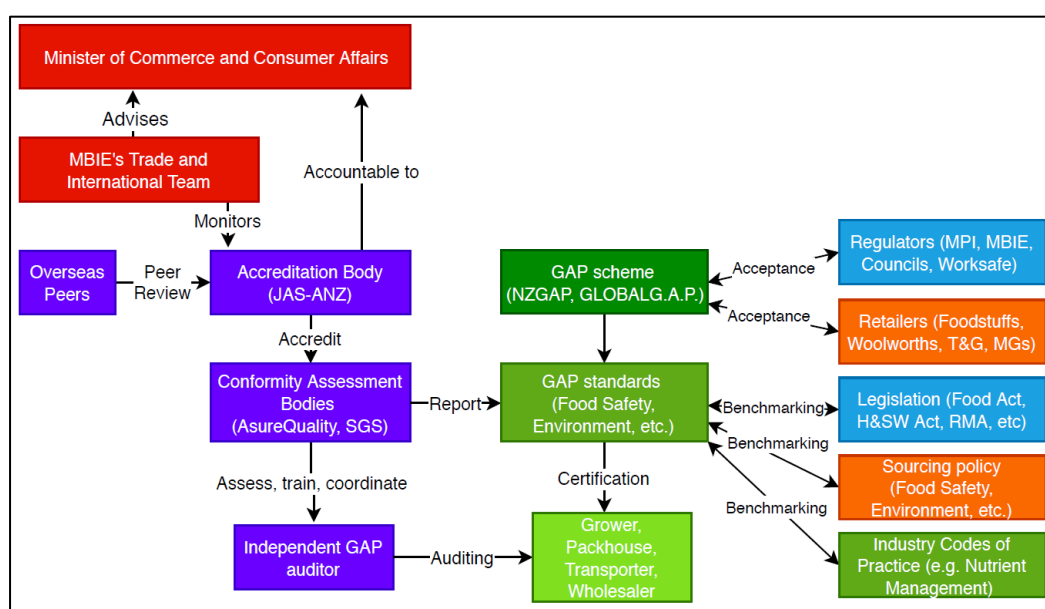 Minister of Commerce and Consumer Affairs
Advises
MBIE's Trade and
International Team
Accountable to
Monitors
Overseas
Peers
Peer
Review
Accreditation Body
(JAS-ANZ)
GAP scheme
(NZGAP, GLOBALG.A.P.)
Acceptance
Regulators (MPI, MBIE,
Councils, Worksafe)
Acceptance
Retailers (Foodstuffs,
Woolworths, T&G, MGs)
Accredit
Conformity Assessment
Bodies
(AsureQuality, SGS)
Report
GAP standards
(Food Safety,
Environment, etc.)
Benchmarking
Legislation (Food Act,
H&SW Act, RMA, etc)
Benchmarking
Sourcing policy
(Food Safety,
Environment, etc.)
Assess, train, coordinate
Certification
Benchmarking
Independent GAP
auditor
Auditing
Grower,
Packhouse,
Transporter,
Wholesaler
Industry Codes of
Practice (e.g. Nutrient
Management)